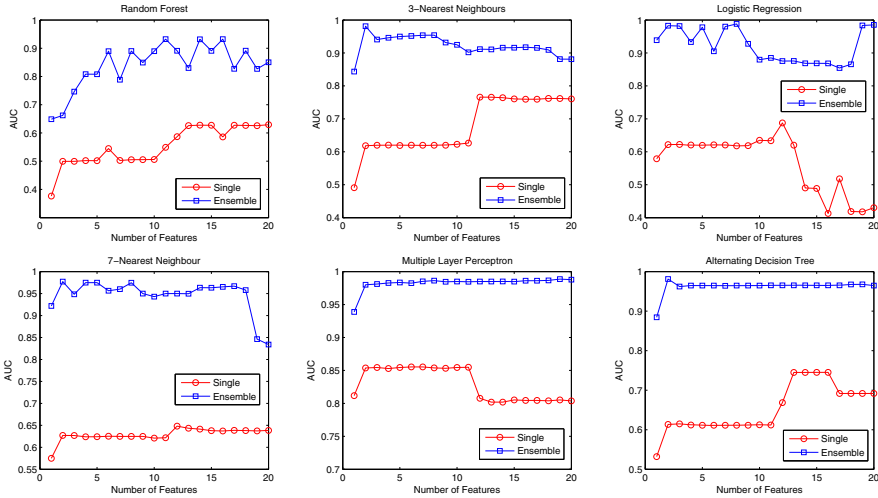 Random Forest
AUC
1
0.9
0.8
0.7
0.6
0.5
0.4
0 5 10 15 20
Number of Features
Single
Ensemble
3−Nearest Neighbours
AUC
1
0.9
0.8
0.7
0.6
0.5
0.4
0 5 10 15 20
Number of Features
Single
Ensemble
Logistic Regression
AUC
1
0.9
0.8
0.7
0.6
0.5
0.4
0 5 10 15 20
Number of Features
Single
Ensemble
7−Nearest Neighbour
AUC
1
0.95
0.9
0.85
0.8
0.75
0.7
0.65
0.6
0.55
0 5 10 15 20
Number of Features
Single
Ensemble
Multiple Layer Perceptron
AUC
1
0.95
0.9
0.85
0.8
0.75
0.7
0 5 10 15 20
Number of Features
Single
Ensemble
Alternating Decision Tree
AUC
1
0.9
0.8
0.7
0.6
0.5
0 5 10 15 20
Number of Features
Single
Ensemble